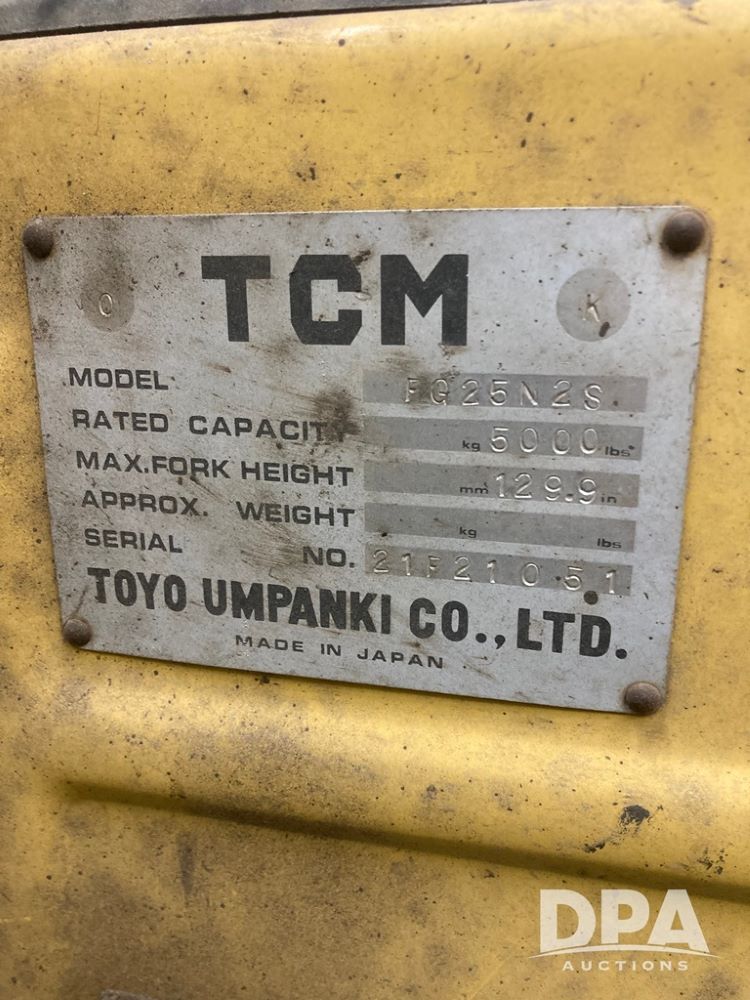 TCM
O K
MODEL FG25N2S
RATED CAPACITY kg 5000 lbs
MAX.FORK HEIGHT mm 129.9 in
APPROX. WEIGHT kg lbs
SERIAL NO. 21F21051
TOYO UMPANKI CO.,LTD.
MADE IN JAPAN
DPA
AUCTIONS